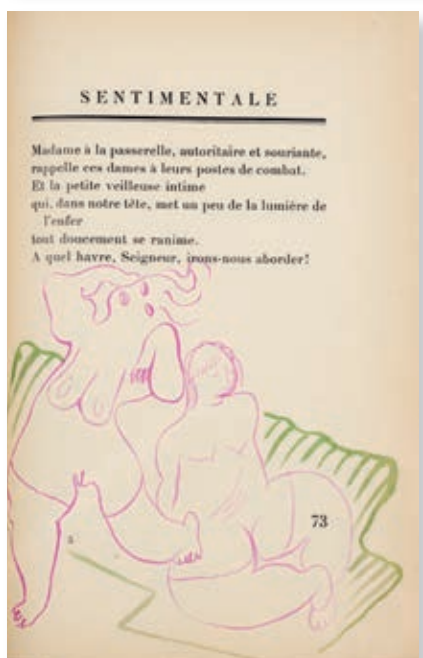 SENTIMENTALE
Madame à la passerelle, autoritaire et souriante,
rappelle ces dames à leurs postes de combat.
Et la petite veilleuse intime
qui, dans notre tête, met un peu de la lumière de
l'enfer
tout doucement se ranime.
A quel havre, Seigneur, irons-nous aborder!
73